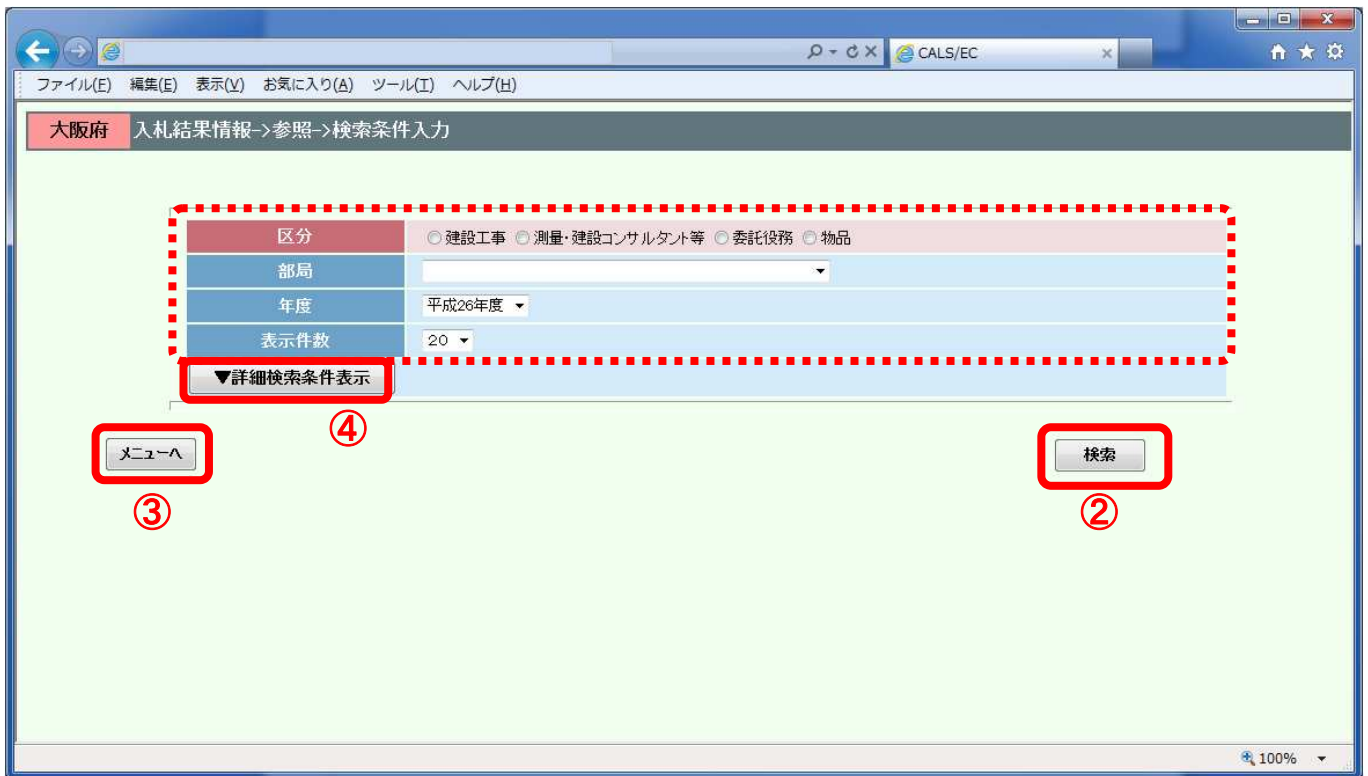 CALS/EC
ファイル(F) 編集(E) 表示(V) お気に入り(A) ツール(T) ヘルプ(H)
大阪府 入札結果情報->参照->検索条件入力
区分 建設工事 測量・建設コンサルタント等 委託役務 物品
部局
年度 平成26年度
表示件数 20
▼詳細検索条件表示
④
メニューへ 検索
③ ②
100%